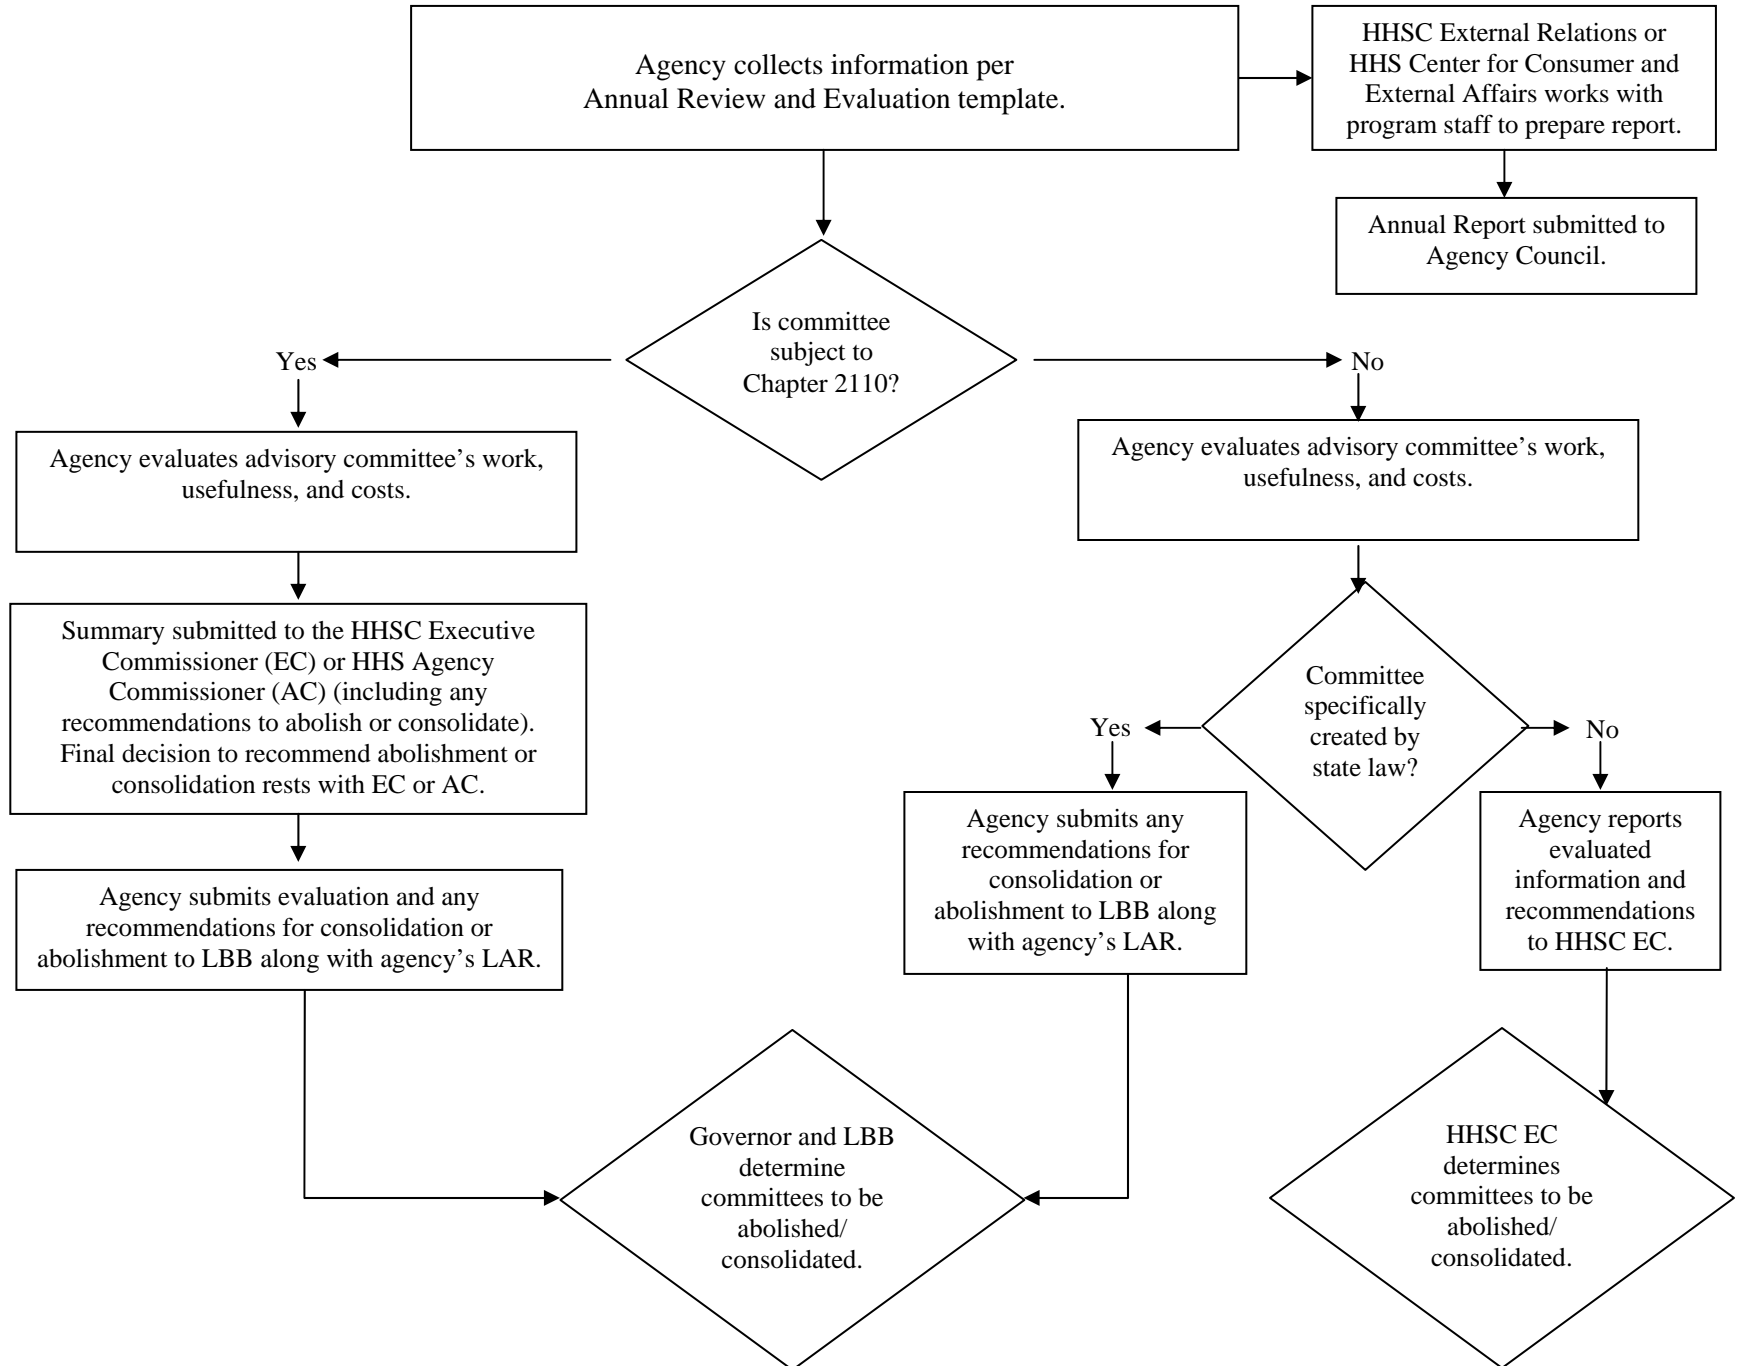 Agency collects information per
Annual Review and Evaluation template.
HHSC External Relations or
HHS Center for Consumer and
External Affairs works with
program staff to prepare report.
Annual Report submitted to
Agency Council.
Is committee
subject to
Chapter 2110?
Yes
No
Agency evaluates advisory committee’s work,
usefulness, and costs.
Agency evaluates advisory committee’s work,
usefulness, and costs.
Summary submitted to the HHSC Executive
Commissioner (EC) or HHS Agency
Commissioner (AC) (including any
recommendations to abolish or consolidate).
Final decision to recommend abolishment or
consolidation rests with EC or AC.
Committee
specifically
created by
state law?
Yes
No
Agency submits any
recommendations for
consolidation or
abolishment to LBB along
with agency’s LAR.
Agency reports
evaluated
information and
recommendations
to HHSC EC.
Agency submits evaluation and any
recommendations for consolidation or
abolishment to LBB along with agency’s LAR.
Governor and LBB
determine
committees to be
abolished/
consolidated.
HHSC EC
determines
committees to be
abolished/
consolidated.